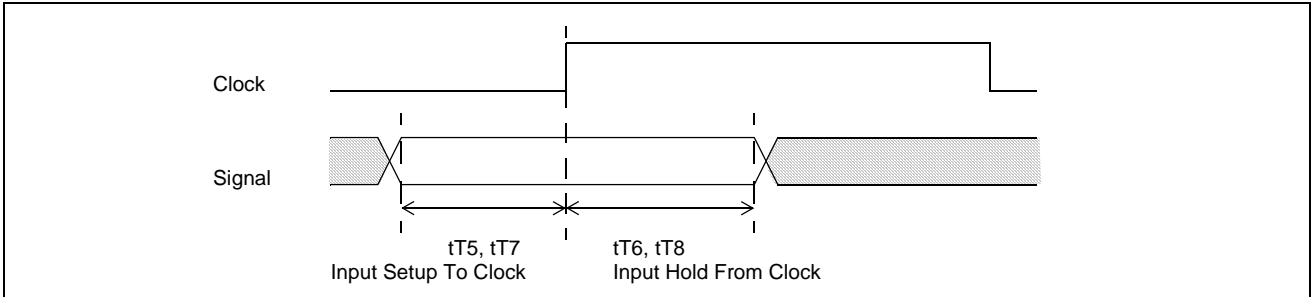 Clock
Signal
tT5, tT7
tT6, tT8
Input Setup To Clock
Input Hold From Clock